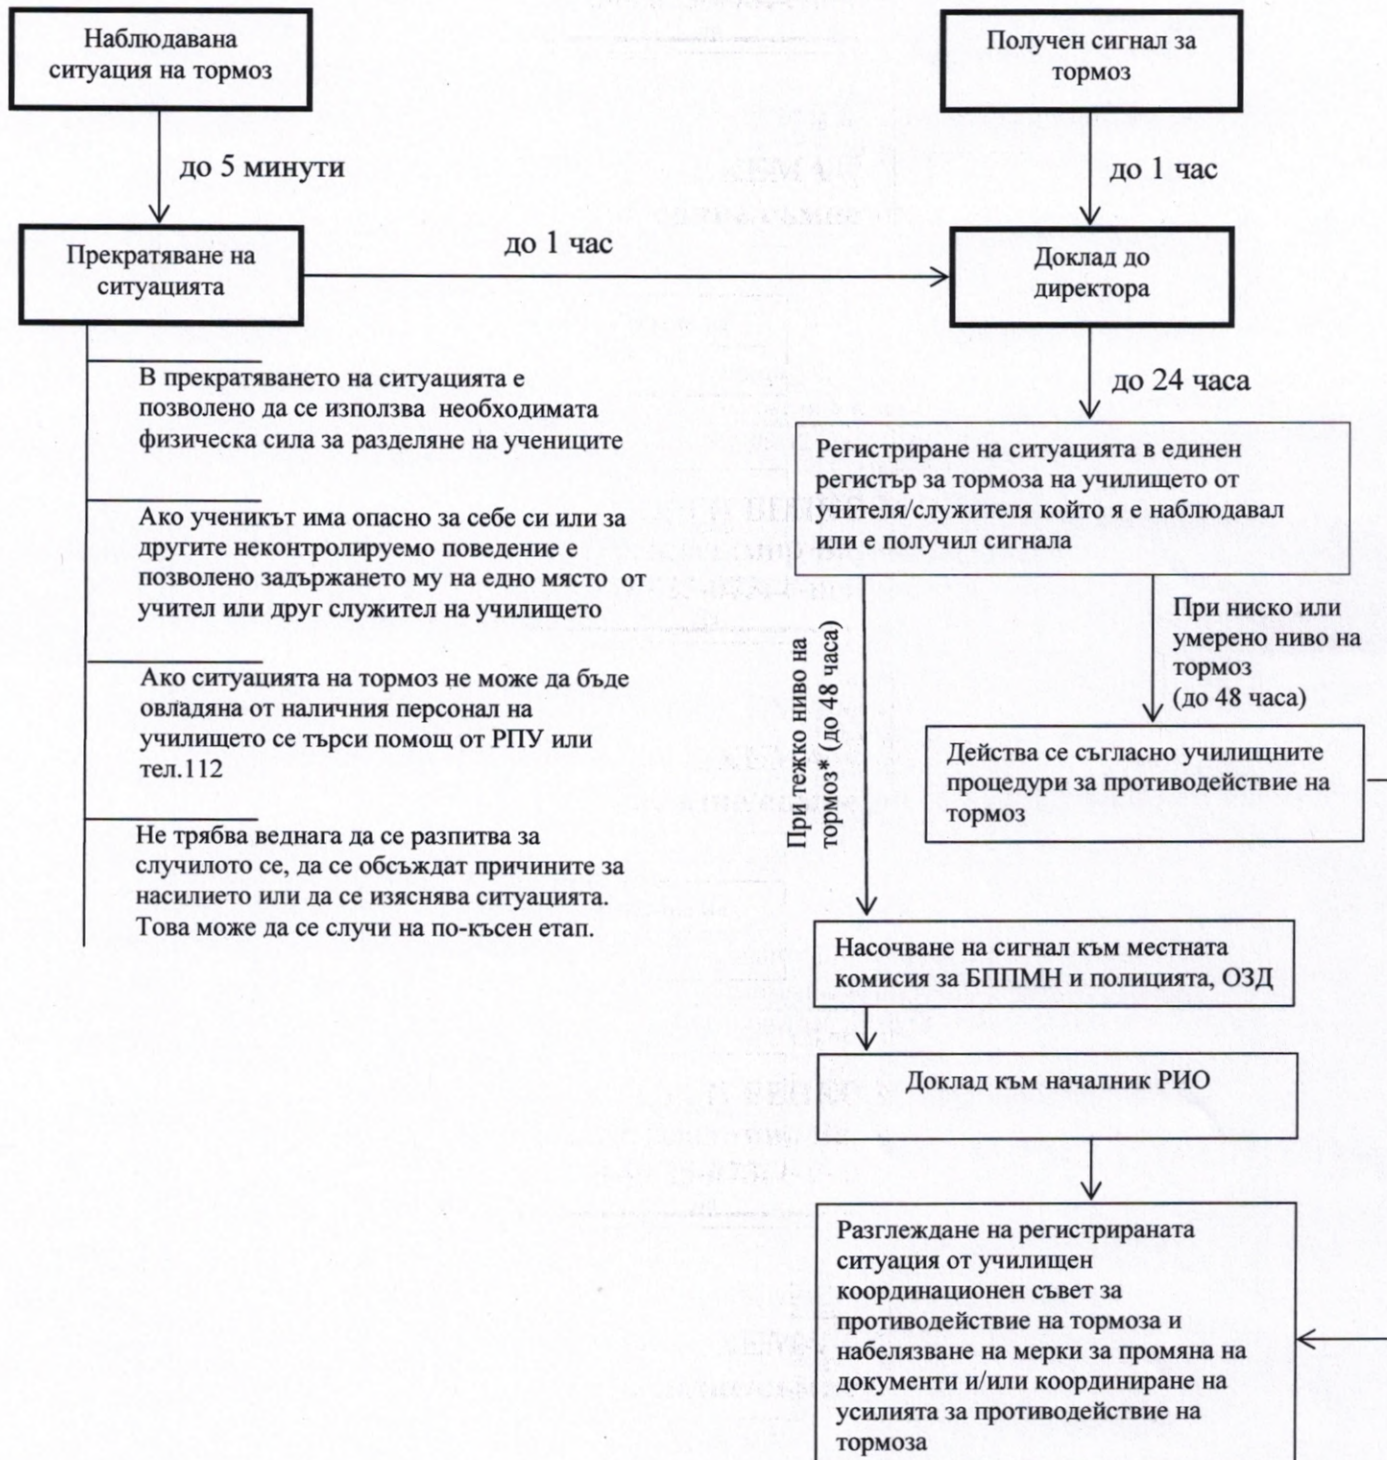 Наблюдавана
ситуация на тормоз
Получен сигнал за
тормоз
до 5 минути
до 1 час
Прекратяване на
ситуацията
до 1 час
Доклад до
директора
до 24 часа
В прекратяването на ситуацията е
позволено да се използва необходимата
физическа сила за разделяне на учениците
Ако ученикът има опасно за себе си или за
другите неконтролируемо поведение е
позволено задържането му на едно място от
учител или друг служител на училището
Ако ситуацията на тормоз не може да бъде
овладяна от наличния персонал на
училището се търси помощ от РПУ или
тел.112
Не трябва веднага да се разпитва за
случилото се, да се обсъждат причините за
насилието или да се изяснява ситуацията.
Това може да се случи на по-късен етап.
Регистриране на ситуацията в единен
регистър за тормоза на училището от
учителя/служителя който я е наблюдавал
или е получил сигнала
При тежко ниво на
тормоз* (до 48 часа)
При ниско или
умерено ниво на
тормоз
(до 48 часа)
Действа се съгласно училищните
процедури за противодействие на
тормоз
Насочване на сигнал към местната
комисия за БППМН и полицията, ОЗД
Доклад към началник РИО
Разглеждане на регистрираната
ситуация от училищен
координационен съвет за
противодействие на тормоза и
набелязване на мерки за промяна на
документи и/или координиране на
усилията за противодействие на
тормоза